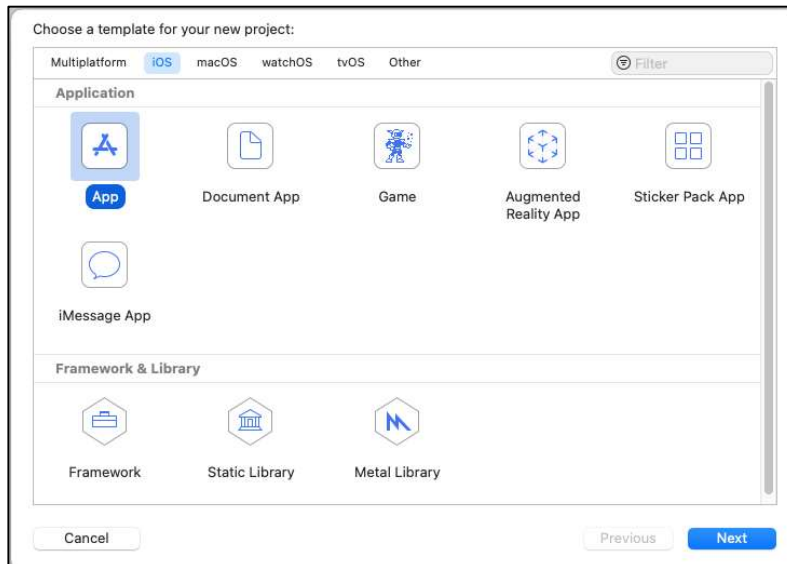 Choose a template for your new project:
Multiplatform iOS macOS watchOS tvOS Other Filter
Application
App Document App Game Augmented Reality App Sticker Pack App
iMessage App
Framework & Library
Framework Static Library Metal Library
Cancel Previous Next